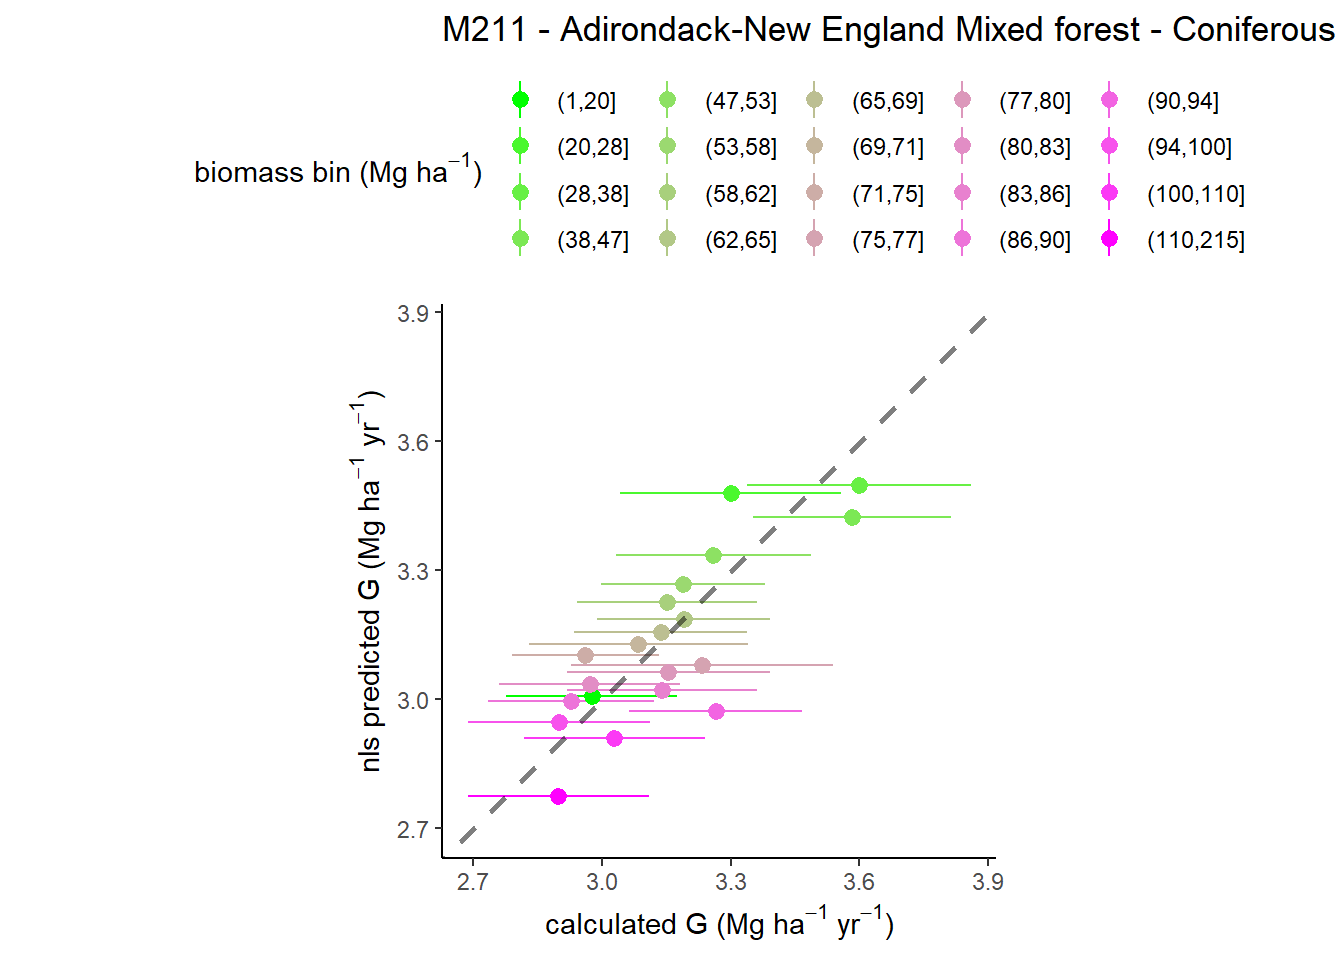 M211 - Adirondack-New England Mixed forest - Coniferous
biomass bin (Mg ha⁻¹)
(1,20] (47,53] (65,69] (77,80] (90,94]
(20,28] (53,58] (69,71] (80,83] (94,100]
(28,38] (58,62] (71,75] (83,86] (100,110]
(38,47] (62,65] (75,77] (86,90] (110,215]
nls predicted G (Mg ha⁻¹ yr⁻¹)
3.9
3.6
3.3
3.0
2.7
2.7 3.0 3.3 3.6 3.9
calculated G (Mg ha⁻¹ yr⁻¹)